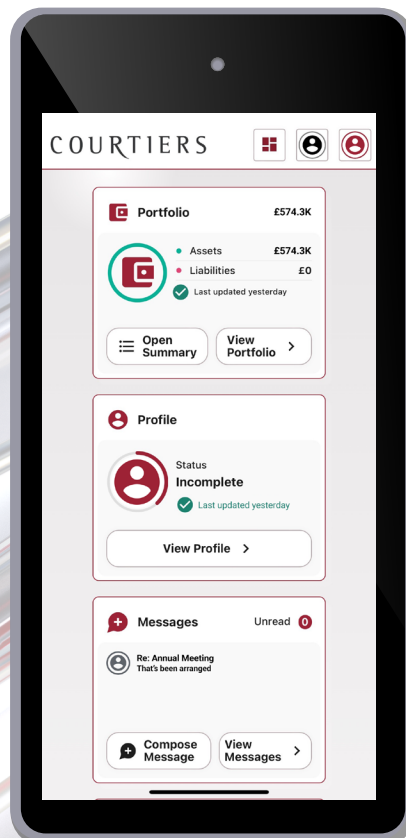 COURTIERS
Portfolio £574.3K
Assets £574.3K
Liabilities £0
Last updated yesterday
Open
Summary
View
Portfolio
Profile
Status
Incomplete
Last updated yesterday
View Profile
Messages Unread 0
Re: Annual Meeting
That's been arranged
Compose
Message
View
Messages